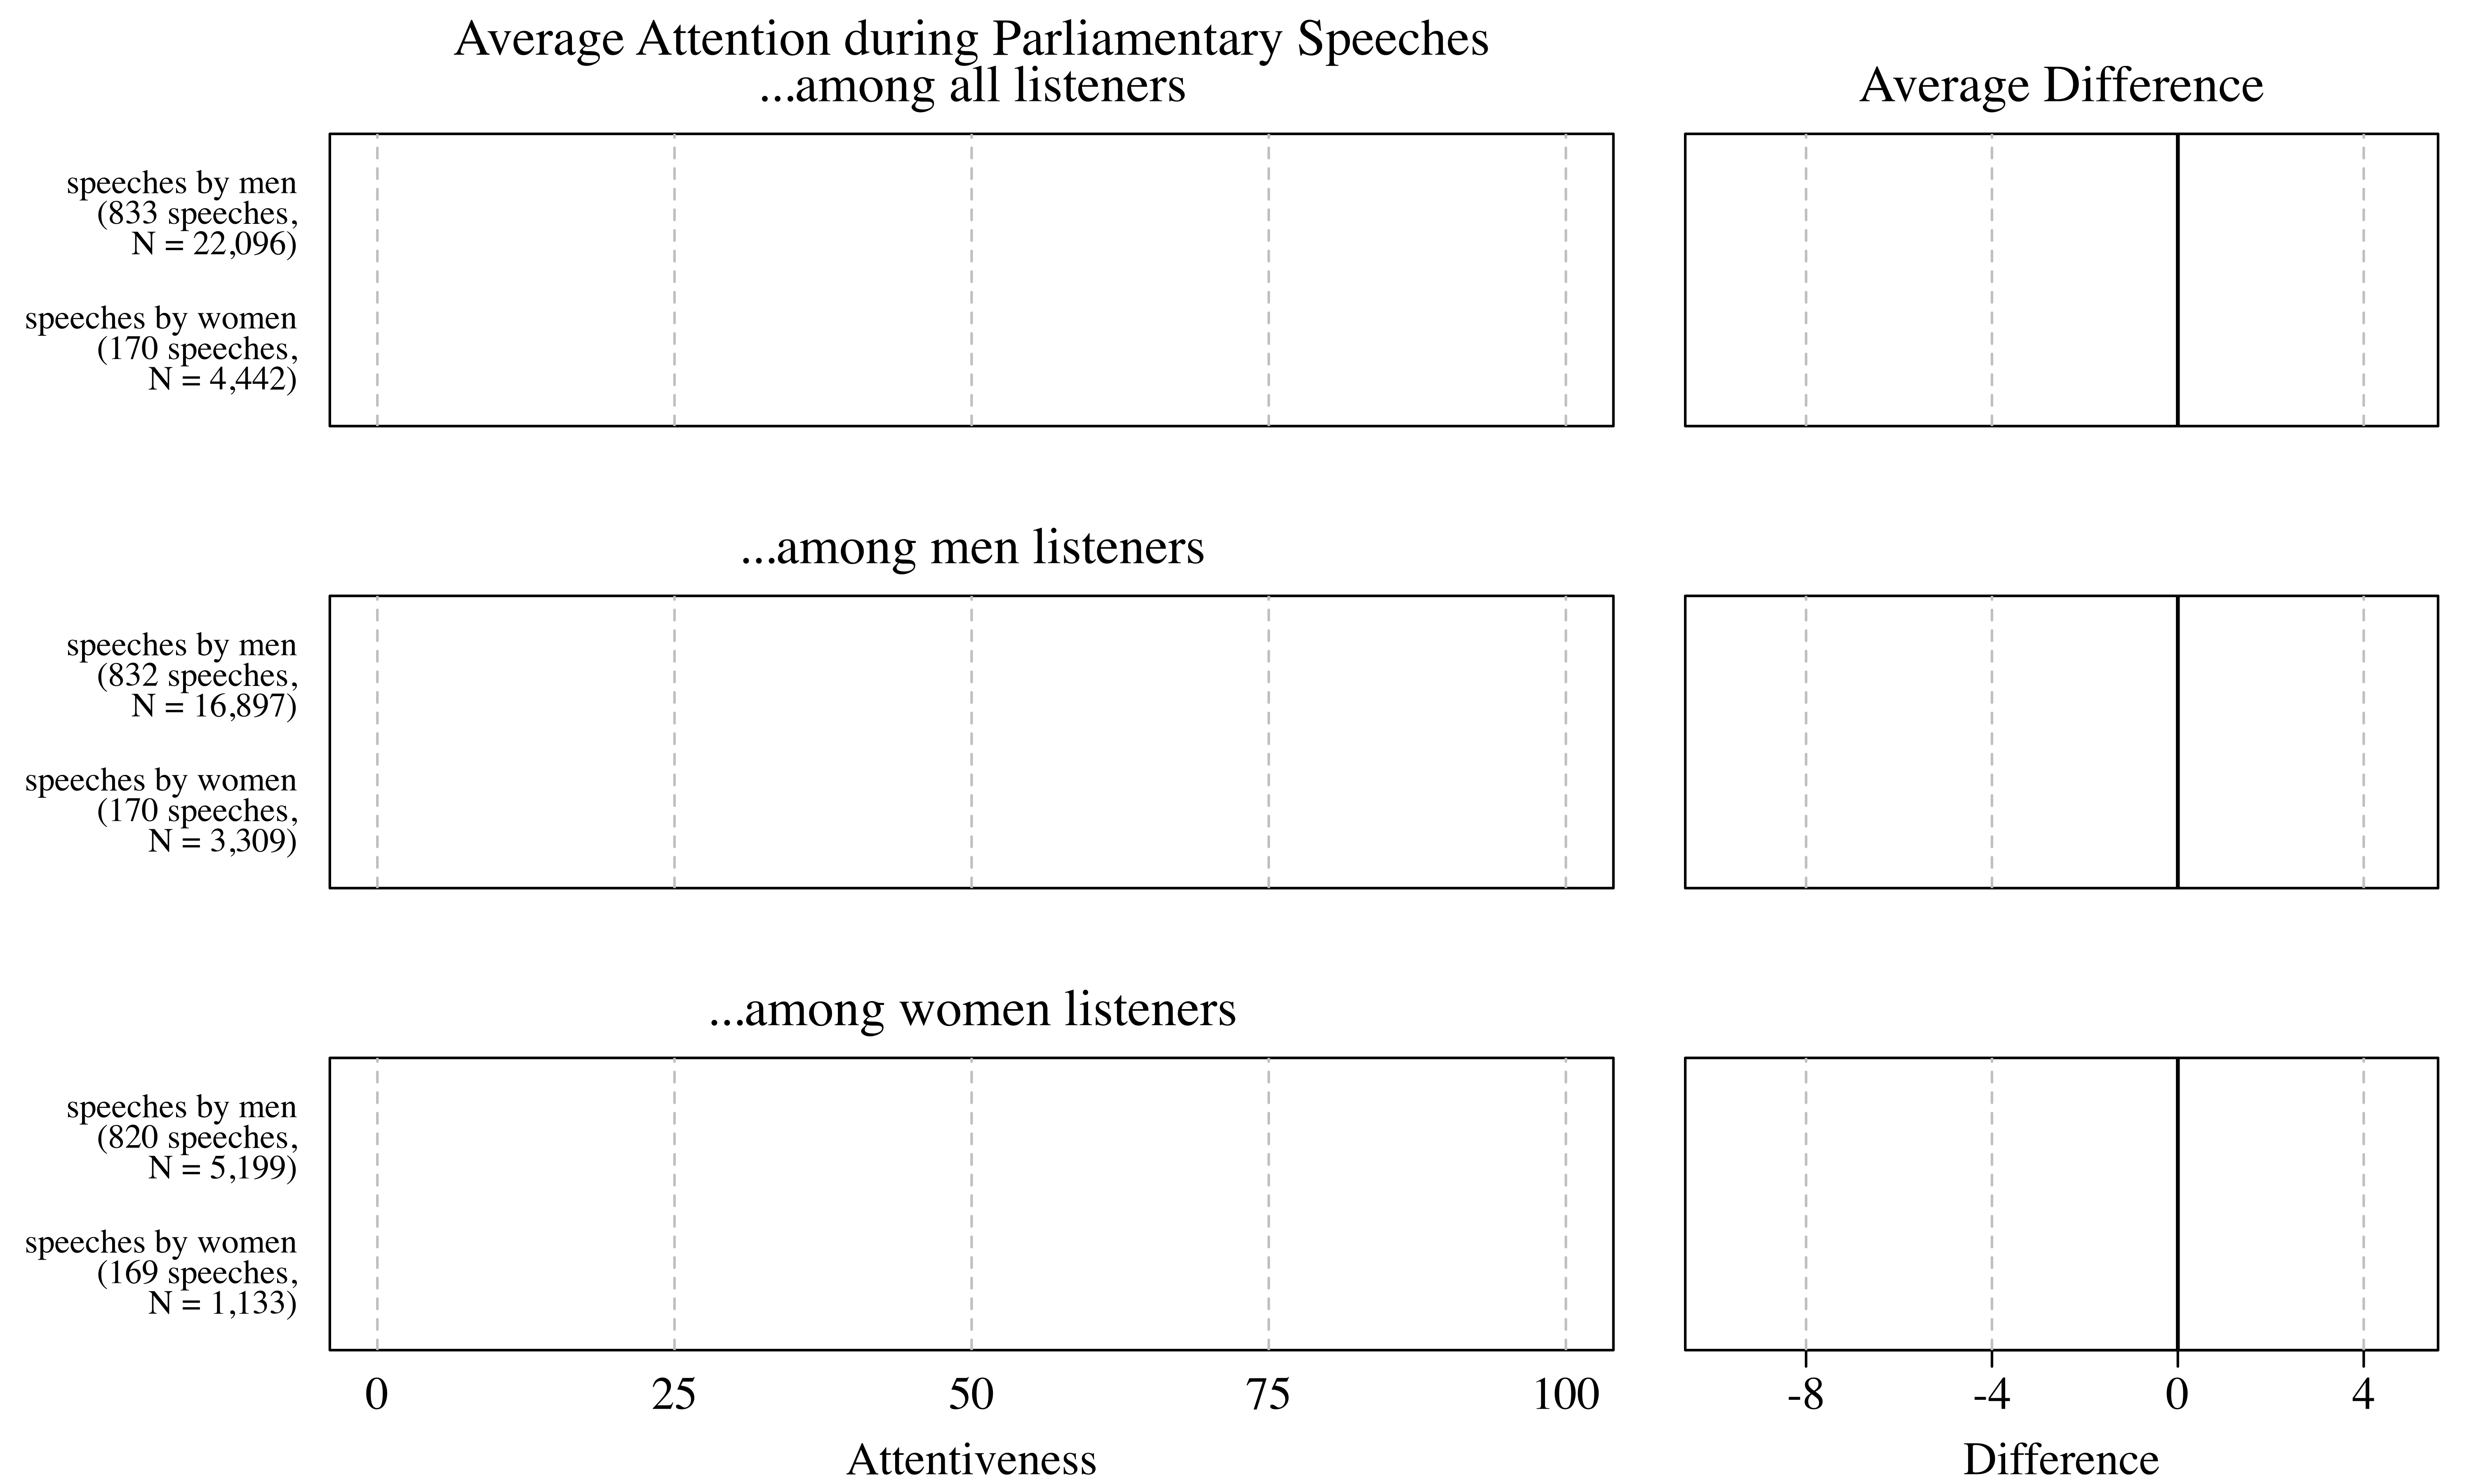 Average Attention during Parliamentary Speeches
...among all listeners
Average Difference
speeches by men
(833 speeches,
N = 22,096)
speeches by women
(170 speeches,
N = 4,442)
...among men listeners
speeches by men
(832 speeches,
N = 16,897)
speeches by women
(170 speeches,
N = 3,309)
...among women listeners
speeches by men
(820 speeches,
N = 5,199)
speeches by women
(169 speeches,
N = 1,133)
0 25 50 75 100
-8 -4 0 4
Attentiveness
Difference